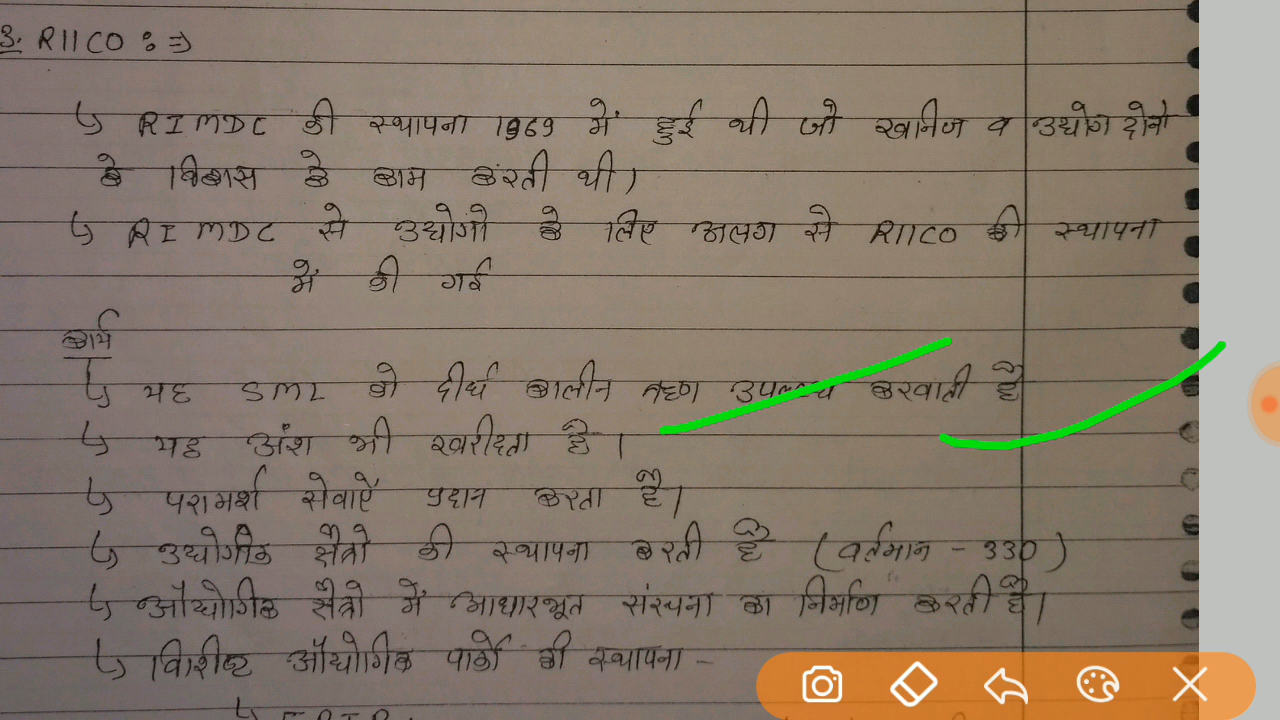 3. RIICO :⇒
↳ RIMDC की स्थापना 1969 में हुई थी जो खनिज व उद्योग दोनो
के विकास के काम करती थी।
↳ RIMDC से उद्योगो के लिए अलग से RIICO की स्थापना
में की गई
कार्य
↳ यह SML को दीर्घ कालीन ऋण उपलब्ध करवाती है
↳ यह अंश भी खरीदता है।
↳ परामर्श सेवाऐं प्रदान करता है।
↳ उद्योगीक क्षैत्रो की स्थापना करती है (वर्तमान - 330)
↳ औद्योगिक क्षैत्रो में आधारभूत संरचना का निर्माण करती है।
↳ विशिष्ट औद्योगिक पार्को की स्थापना -